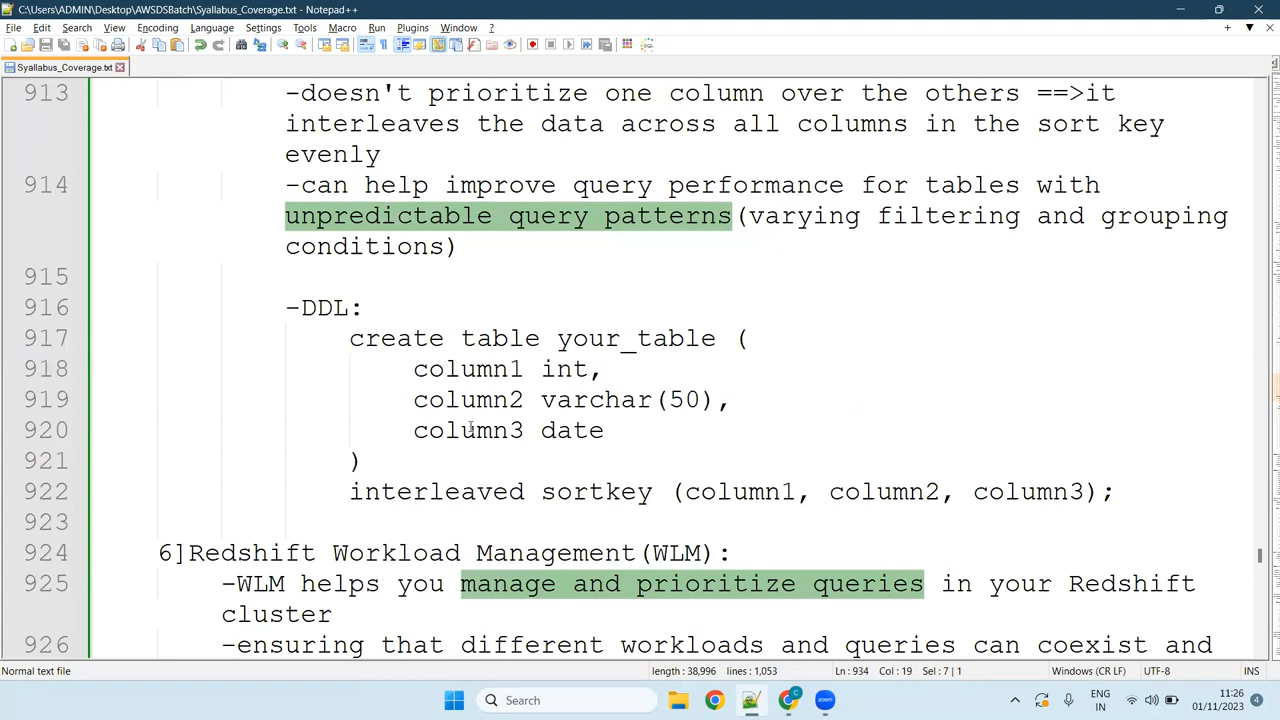 C:\Users\ADMIN\Desktop\AWSDSBatch\Syallabus_Coverage.txt - Notepad++
File Edit Search View Encoding Language Settings Tools Macro Run Plugins Window ?
Syallabus_Coverage.txt
913 -doesn't prioritize one column over the others ==>it
interleaves the data across all columns in the sort key
evenly
914 -can help improve query performance for tables with
unpredictable query patterns(varying filtering and grouping
conditions)
915
916 -DDL:
917 create table your_table (
918 column1 int,
919 column2 varchar(50),
920 column3 date
921 )
922 interleaved sortkey (column1, column2, column3);
923
924 6]Redshift Workload Management(WLM):
925 -WLM helps you manage and prioritize queries in your Redshift
cluster
926 -ensuring that different workloads and queries can coexist and
Normal text file length : 38,996 lines : 1,053 Ln : 934 Col : 19 Sel : 7 | 1 Windows (CR LF) UTF-8 INS
Search
ENG
IN
11:26
01/11/2023
4